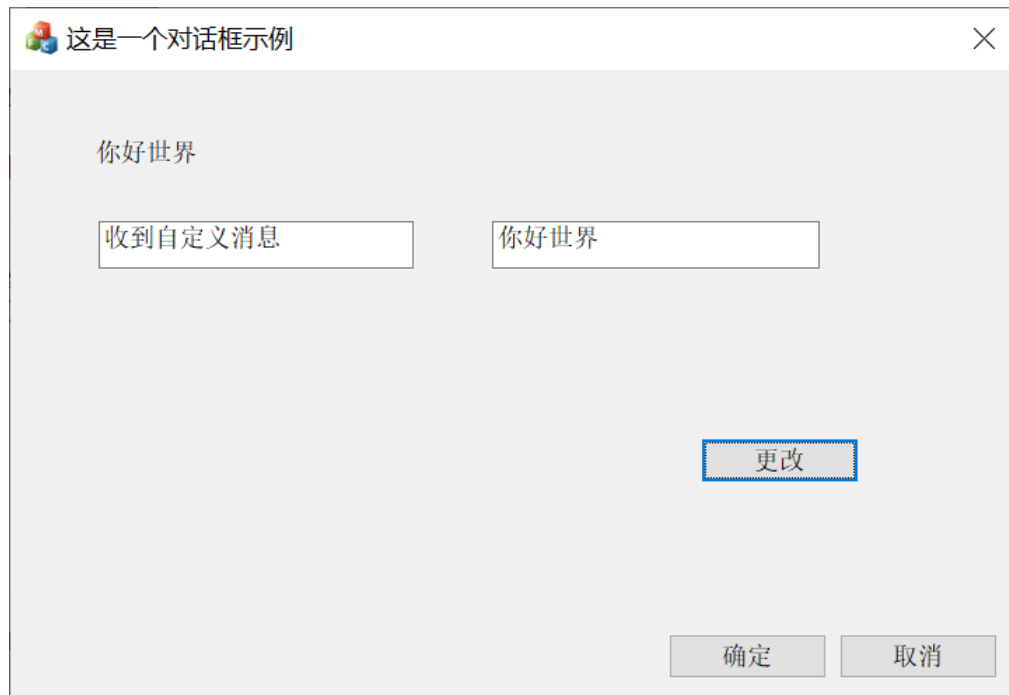 这是一个对话框示例
你好世界
收到自定义消息
你好世界
更改
确定
取消